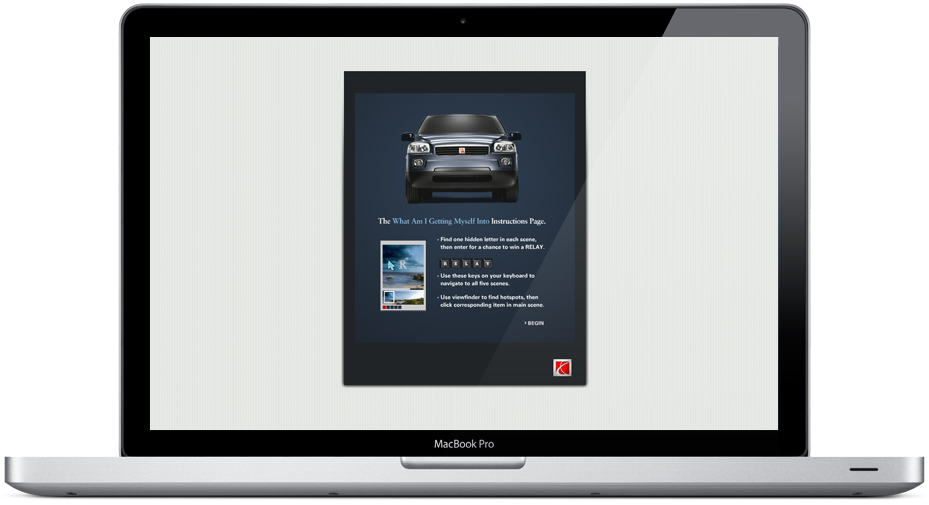 The What Am I Getting Myself Into Instructions Page.
- Find one hidden letter in each scene,
then enter for a chance to win a RELAY.
R
R E L A Y
- Use these keys on your keyboard to
navigate to all five scenes.
- Use viewfinder to find hotspots, then
click corresponding item in main scene.
BEGIN
MacBook Pro